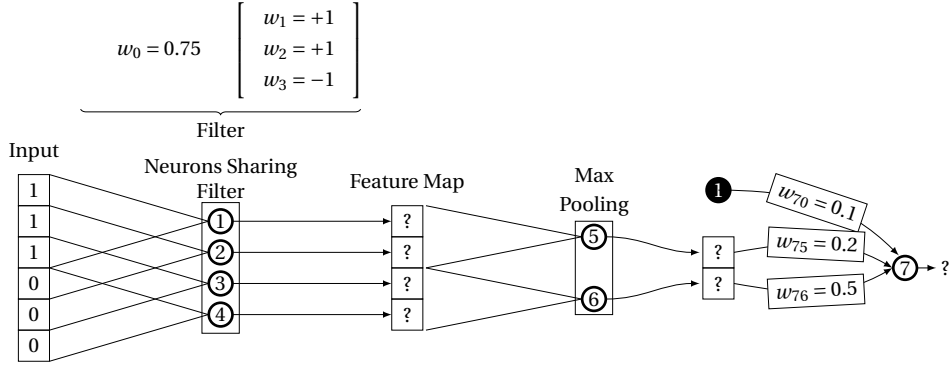 w₀ = 0.75
w₁ = +1
w₂ = +1
w₃ = −1
Filter
Input
1
1
1
0
0
0
Neurons Sharing
Filter
1
2
3
4
Feature Map
?
?
?
?
Max
Pooling
5
6
?
?
1
w₇₀ = 0.1
w₇₅ = 0.2
w₇₆ = 0.5
7
?